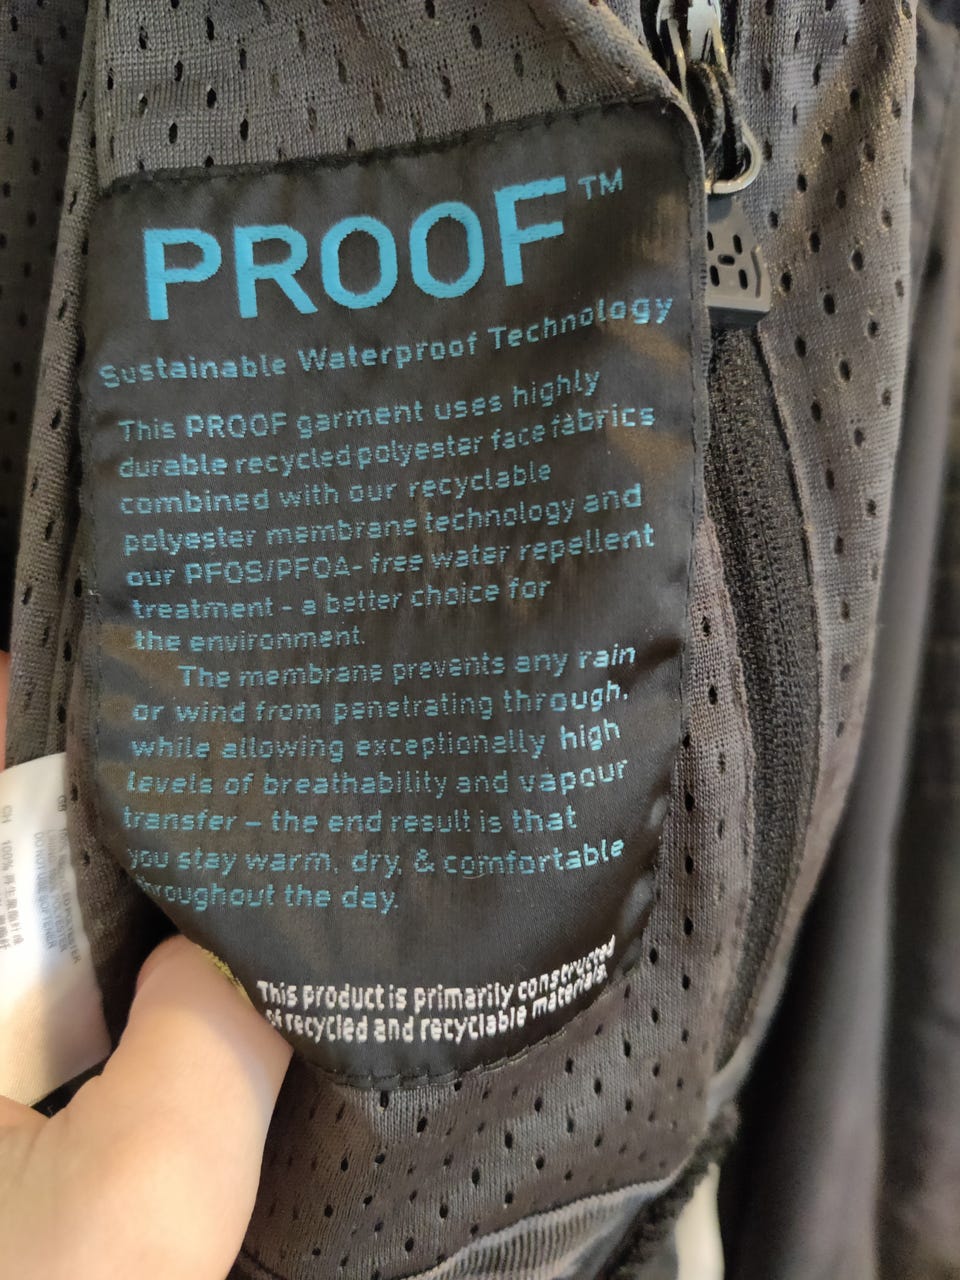 PROOF™
Sustainable Waterproof Technology
This PROOF garment uses highly
durable recycled polyester face fabrics
combined with our recyclable
polyester membrane technology and
our PFOS/PFOA- free water repellent
treatment - a better choice for
the environment.
The membrane prevents any rain
or wind from penetrating through,
while allowing exceptionally high
levels of breathability and vapour
transfer – the end result is that
you stay warm, dry, & comfortable
throughout the day.
This product is primarily constructed
of recycled and recyclable materials.